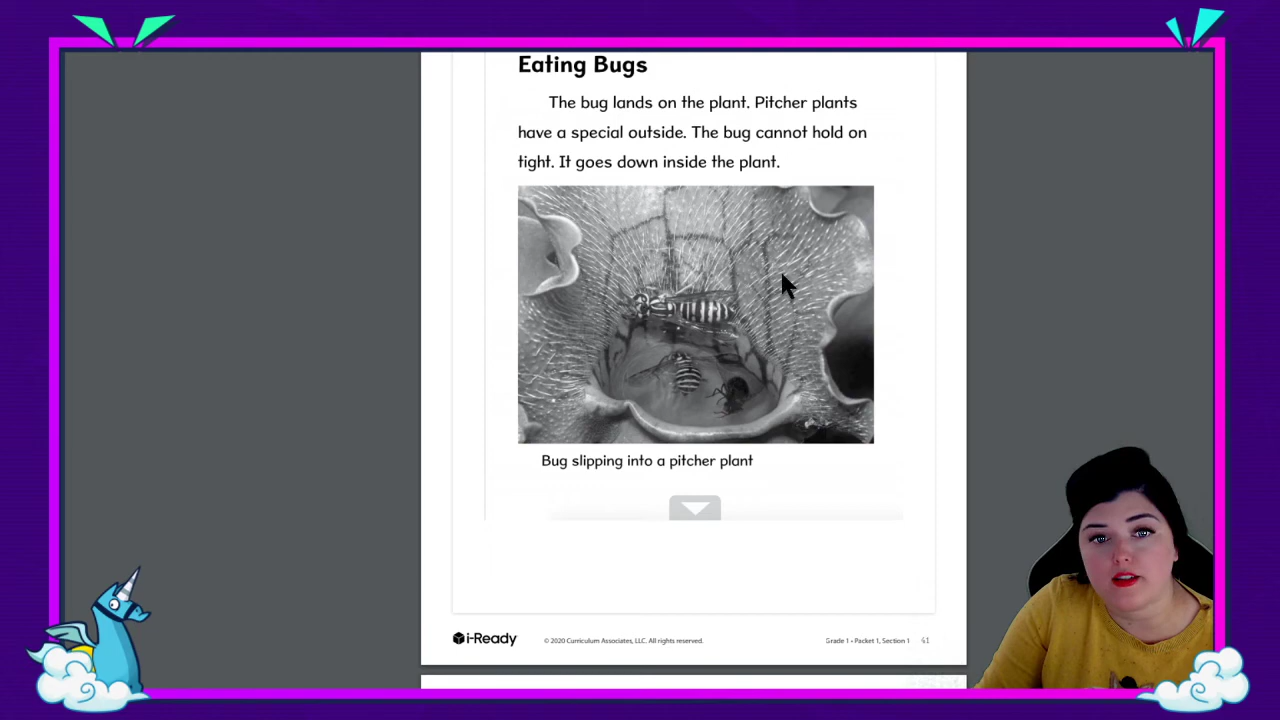 Eating Bugs
The bug lands on the plant. Pitcher plants
have a special outside. The bug cannot hold on
tight. It goes down inside the plant.
Bug slipping into a pitcher plant
i-Ready
© 2020 Curriculum Associates, LLC. All rights reserved.
Grade 1 • Packet 1, Section 1 41